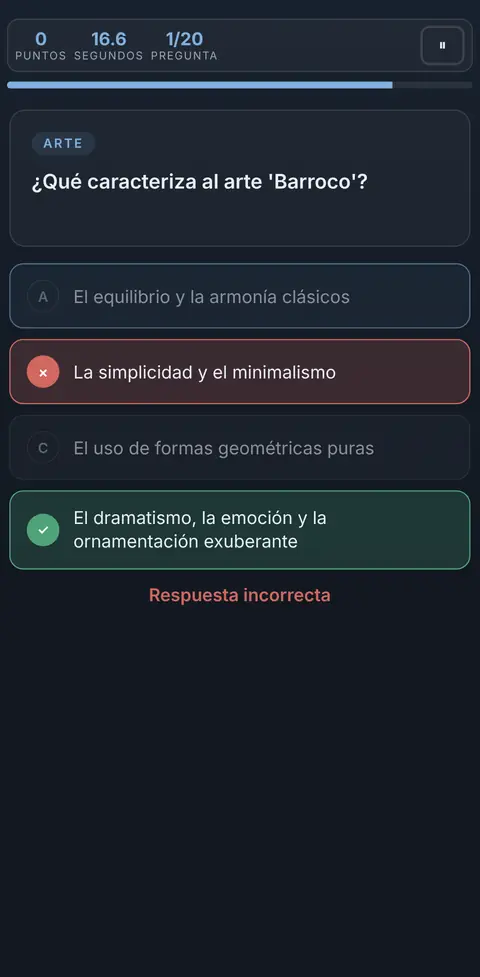 0 16.6 1/20
PUNTOS SEGUNDOS PREGUNTA
ARTE
¿Qué caracteriza al arte 'Barroco'?
A El equilibrio y la armonía clásicos
La simplicidad y el minimalismo
C El uso de formas geométricas puras
El dramatismo, la emoción y la
ornamentación exuberante
Respuesta incorrecta